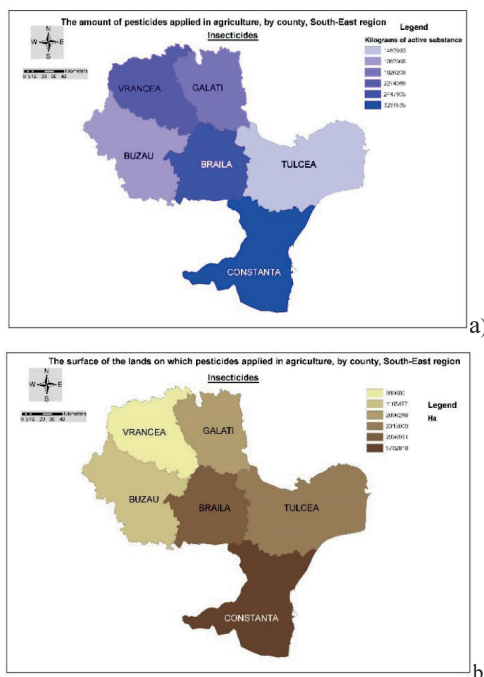 The amount of pesticides applied in agriculture, by county, South-East region
Insecticides
Legend
Kilograms of active substance
N
W E
S
Kilometers
VRANCEA
GALATI
BUZAU
BRAILA
TULCEA
CONSTANTA
a)
The surface of the lands on which pesticides applied in agriculture, by county, South-East region
Insecticides
N
W E
S
Kilometers
Legend
Ha
VRANCEA
GALATI
BUZAU
BRAILA
TULCEA
CONSTANTA
b